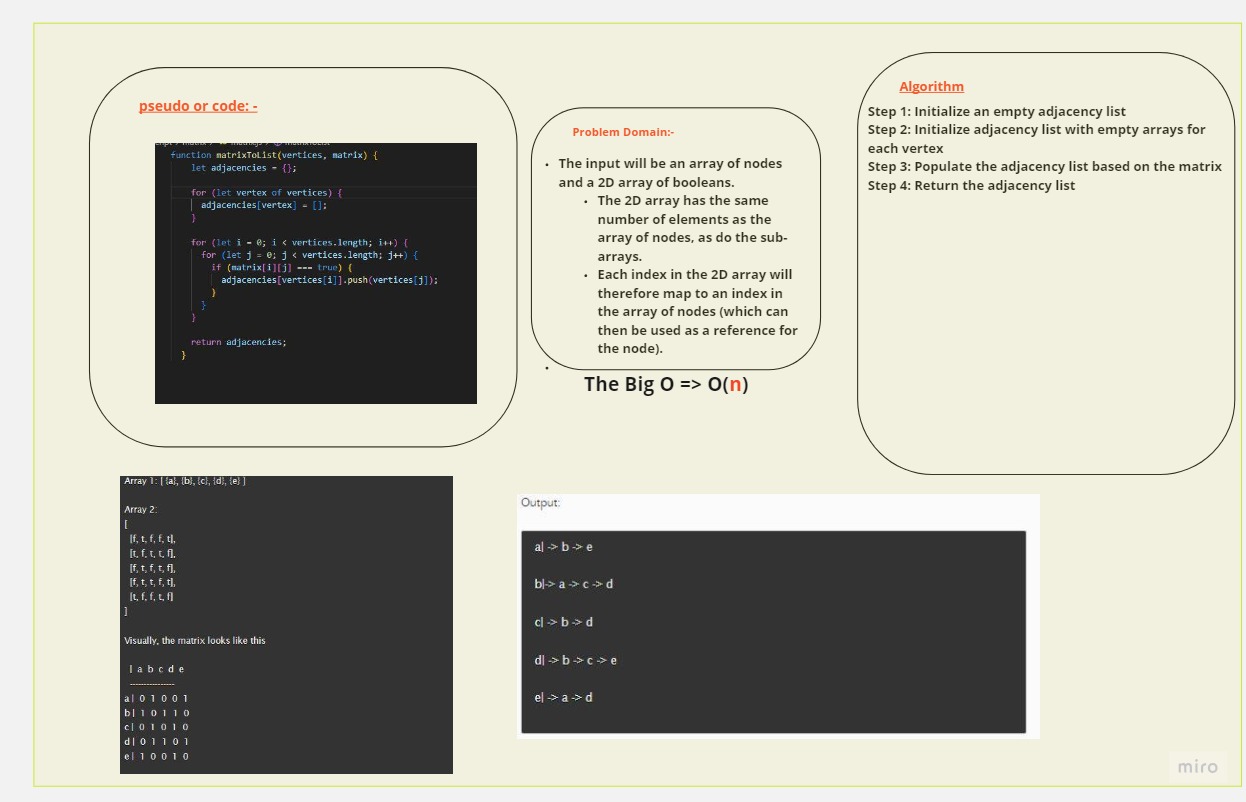 pseudo or code: -
function matrixToList(vertices, matrix) {
let adjacencies = {};
for (let vertex of vertices) {
adjacencies[vertex] = [];
}
for (let i = 0; i < vertices.length; i++) {
for (let j = 0; j < vertices.length; j++) {
if (matrix[i][j] === true) {
adjacencies[vertices[i]].push(vertices[j]);
}
}
}
return adjacencies;
}
Problem Domain:-
• The input will be an array of nodes
and a 2D array of booleans.
• The 2D array has the same
number of elements as the
array of nodes, as do the sub-
arrays.
• Each index in the 2D array will
therefore map to an index in
the array of nodes (which can
then be used as a reference for
the node).
•
The Big O => O(n)
Algorithm
Step 1: Initialize an empty adjacency list
Step 2: Initialize adjacency list with empty arrays for
each vertex
Step 3: Populate the adjacency list based on the matrix
Step 4: Return the adjacency list
Array 1: [ {a}, {b}, {c}, {d}, {e} ]
Array 2:
[
[f, t, f, f, t],
[t, f, t, t, f],
[f, t, f, t, f],
[f, t, t, f, t],
[t, f, f, t, f]
]
Visually, the matrix looks like this
| a b c d e
---------------
a| 0 1 0 0 1
b| 1 0 1 1 0
c| 0 1 0 1 0
d| 0 1 1 0 1
e| 1 0 0 1 0
Output:
a| -> b -> e
b|-> a -> c -> d
c| -> b -> d
d| -> b -> c -> e
e| -> a -> d
miro